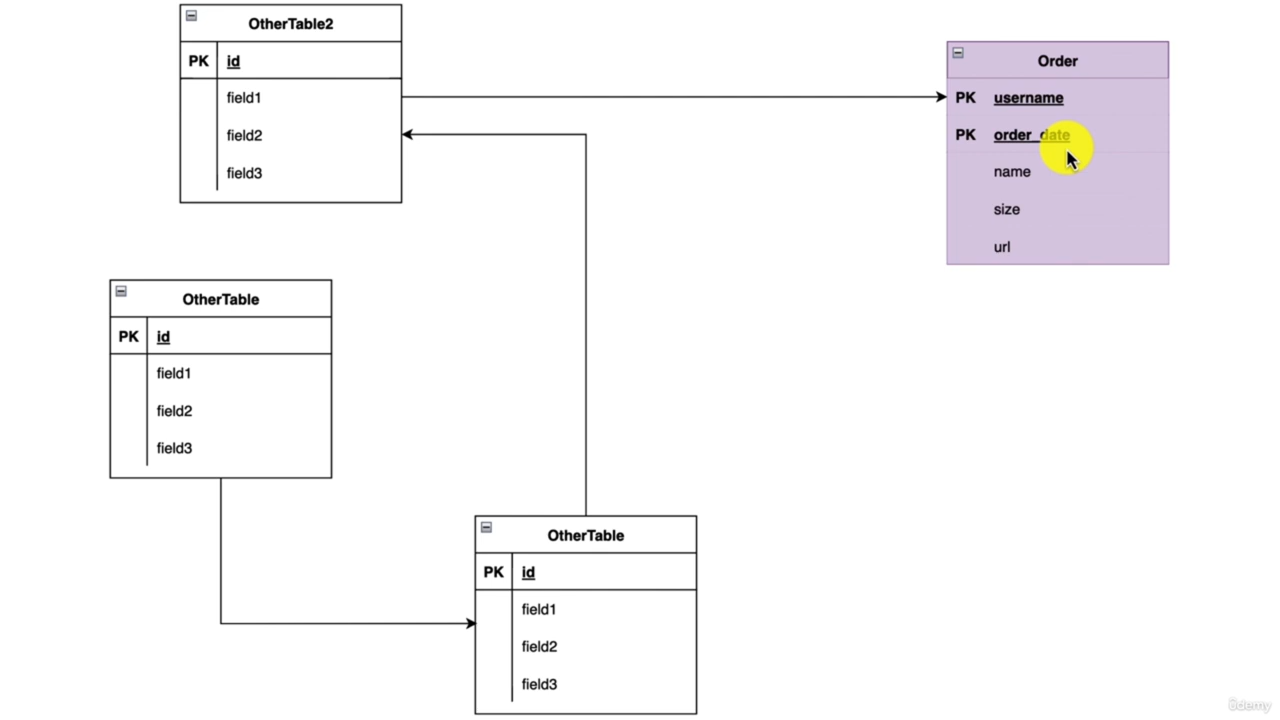 OtherTable2
PK id
field1
field2
field3
Order
PK username
PK order_date
name
size
url
OtherTable
PK id
field1
field2
field3
OtherTable
PK id
field1
field2
field3
ûdemy